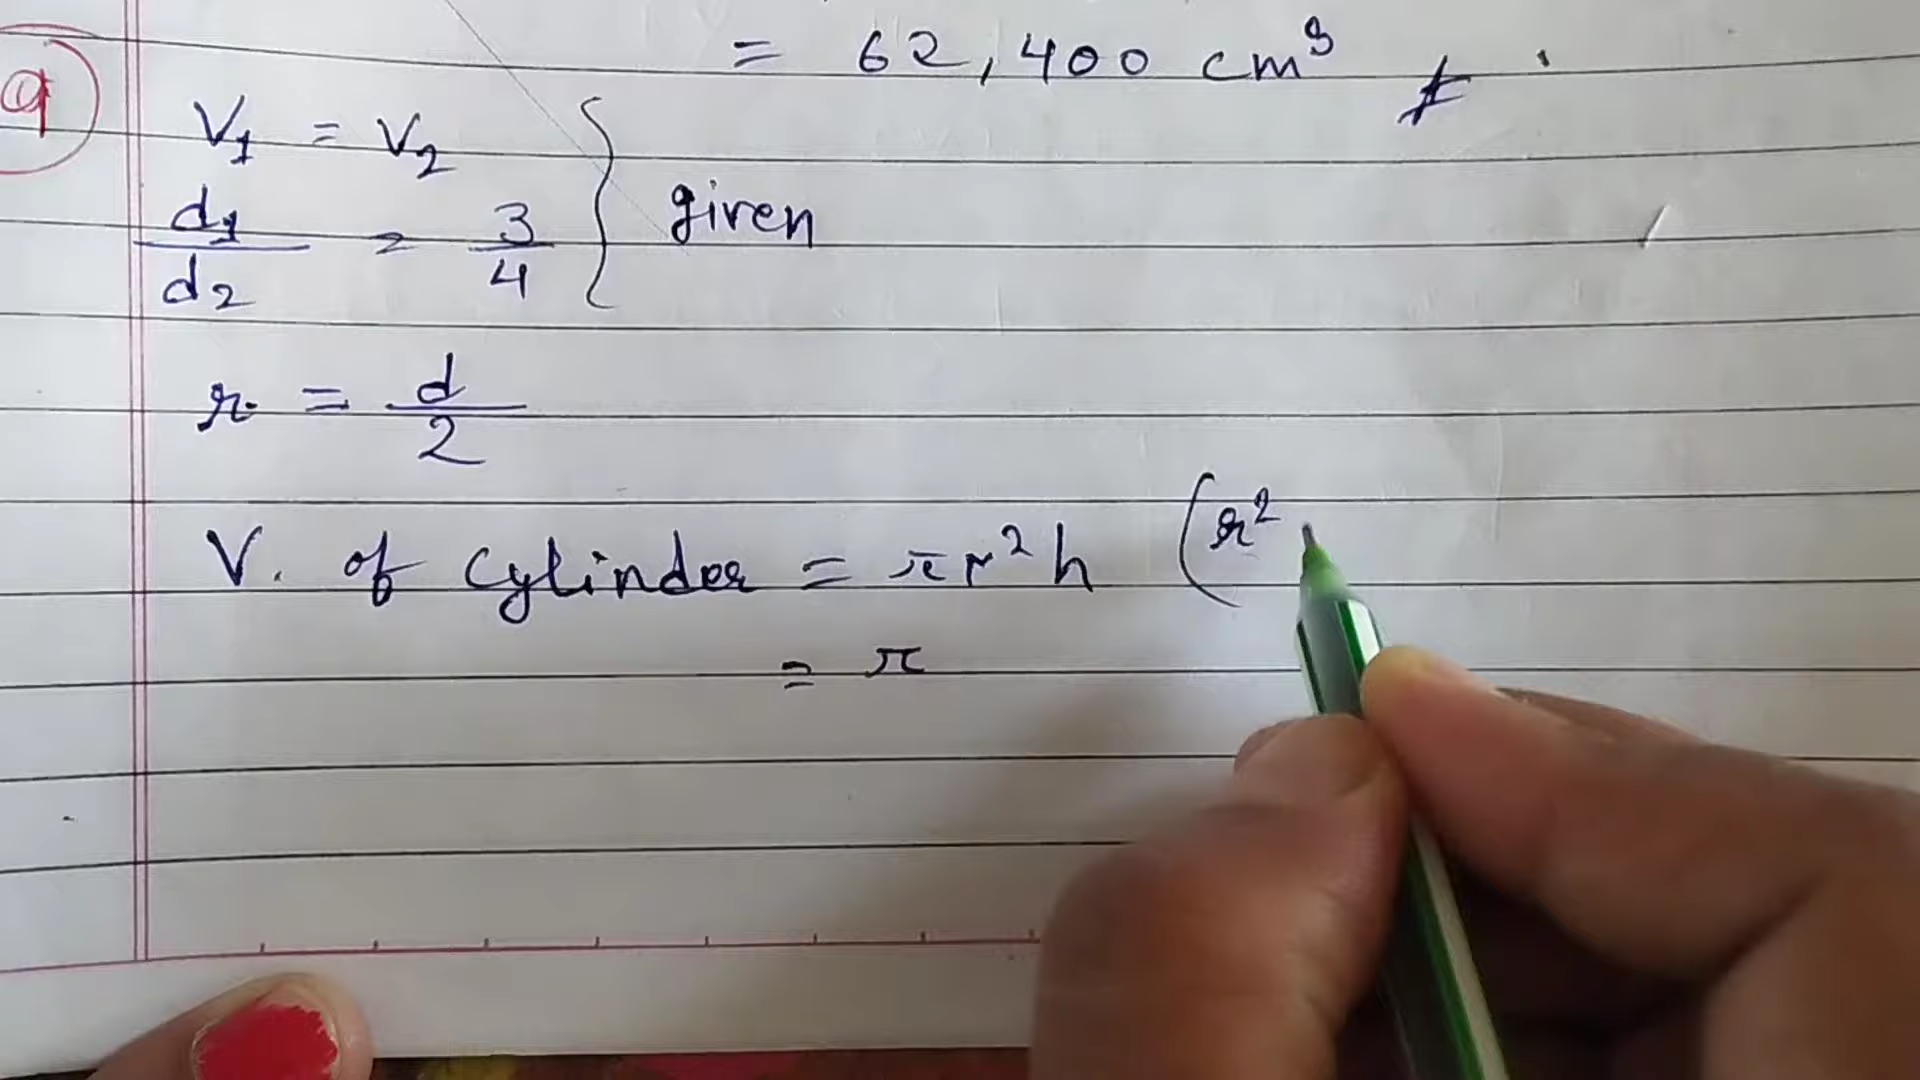 = 62,400 cm³
9
V₁ = V₂
d₁/d₂ = 3/4 } given
r = d/2
V. of cylinder = πr²h (r²
= π